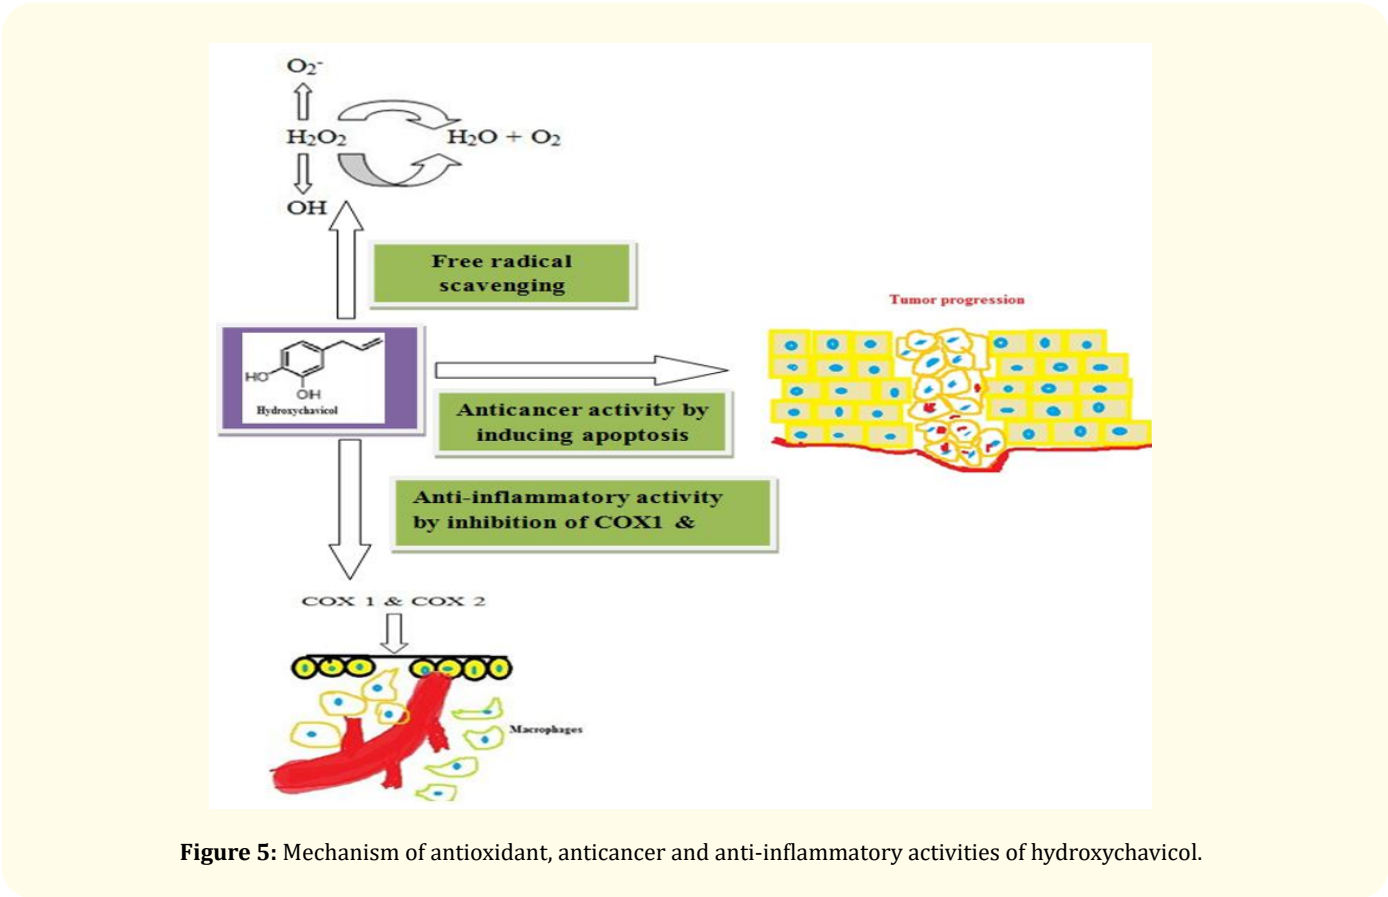 O₂⁻
H₂O₂
H₂O + O₂
OH
Free radical
scavenging
Tumor progression
HO
OH
Hydroxychavicol
Anticancer activity by
inducing apoptosis
Anti-inflammatory activity
by inhibition of COX1 &
COX 1 & COX 2
Macrophages
Figure 5: Mechanism of antioxidant, anticancer and anti-inflammatory activities of hydroxychavicol.